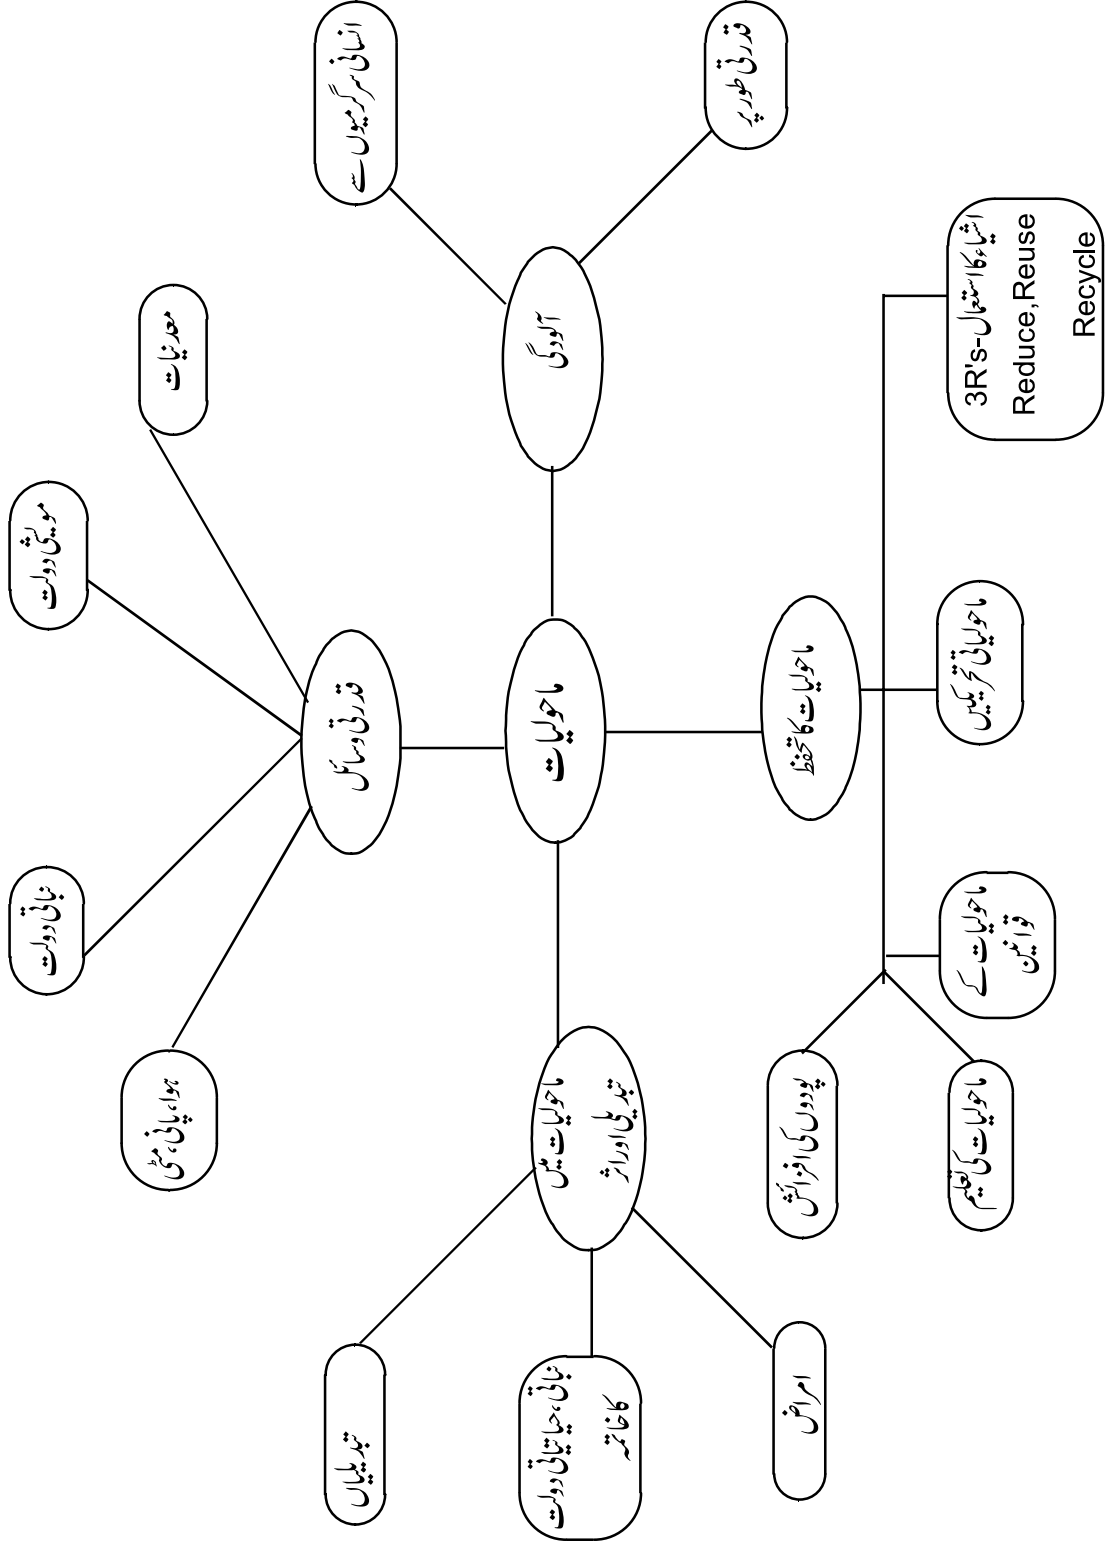 معدنیات
مویشی دولت
نباتی دولت
ہوا، پانی، مٹی
قدرتی وسائل
انسانی سرگرمیوں سے
قدرتی طور پر
آلودگی
ماحولیات
ماحولیات میں
تبدیلی اور اثر
تبدیلیاں
نباتی، حیاتیاتی دولت
کا خاتمہ
امراض
ماحولیات کا تحفظ
اشیاء کا استعمال-3R's
Reduce,Reuse
Recycle
ماحولیاتی تحریکیں
ماحولیات کے
قوانین
پودوں کی افزائش
ماحولیات کی تعلیم